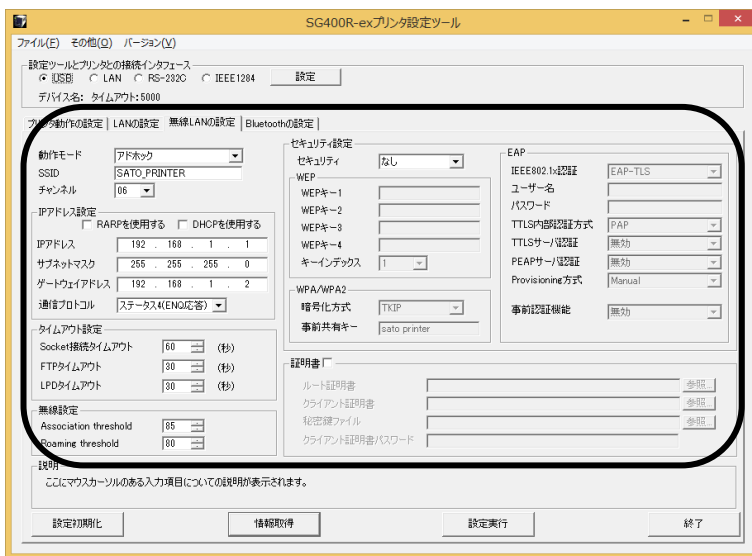 SG400R-exプリンタ設定ツール
ファイル(F) その他(O) バージョン(V)
設定ツールとプリンタとの接続インタフェース
USB LAN RS-232C IEEE1284 設定
デバイス名: タイムアウト:5000
プリンタ動作の設定 LANの設定 無線LANの設定 Bluetoothの設定
動作モード アドホック
SSID SATO_PRINTER
チャンネル 06
IPアドレス設定
RARPを使用する DHCPを使用する
IPアドレス 192 . 168 . 1 . 1
サブネットマスク 255 . 255 . 255 . 0
ゲートウェイアドレス 192 . 168 . 1 . 2
通信プロトコル ステータス4(ENQ応答)
タイムアウト設定
Socket接続タイムアウト 60 (秒)
FTPタイムアウト 30 (秒)
LPDタイムアウト 30 (秒)
無線設定
Association threshold 85
Roaming threshold 80
セキュリティ設定
セキュリティ なし
WEP
WEPキー1
WEPキー2
WEPキー3
WEPキー4
キーインデックス 1
WPA/WPA2
暗号化方式 TKIP
事前共有キー sato printer
EAP
IEEE802.1x認証 EAP-TLS
ユーザー名
パスワード
TTLS内部認証方式 PAP
TTLSサーバ認証 無効
PEAPサーバ認証 無効
Provisioning方式 Manual
事前認証機能 無効
証明書
ルート証明書 参照...
クライアント証明書 参照...
秘密鍵ファイル 参照...
クライアント証明書パスワード
説明
ここにマウスカーソルのある入力項目についての説明が表示されます。
設定初期化 情報取得 設定実行 終了